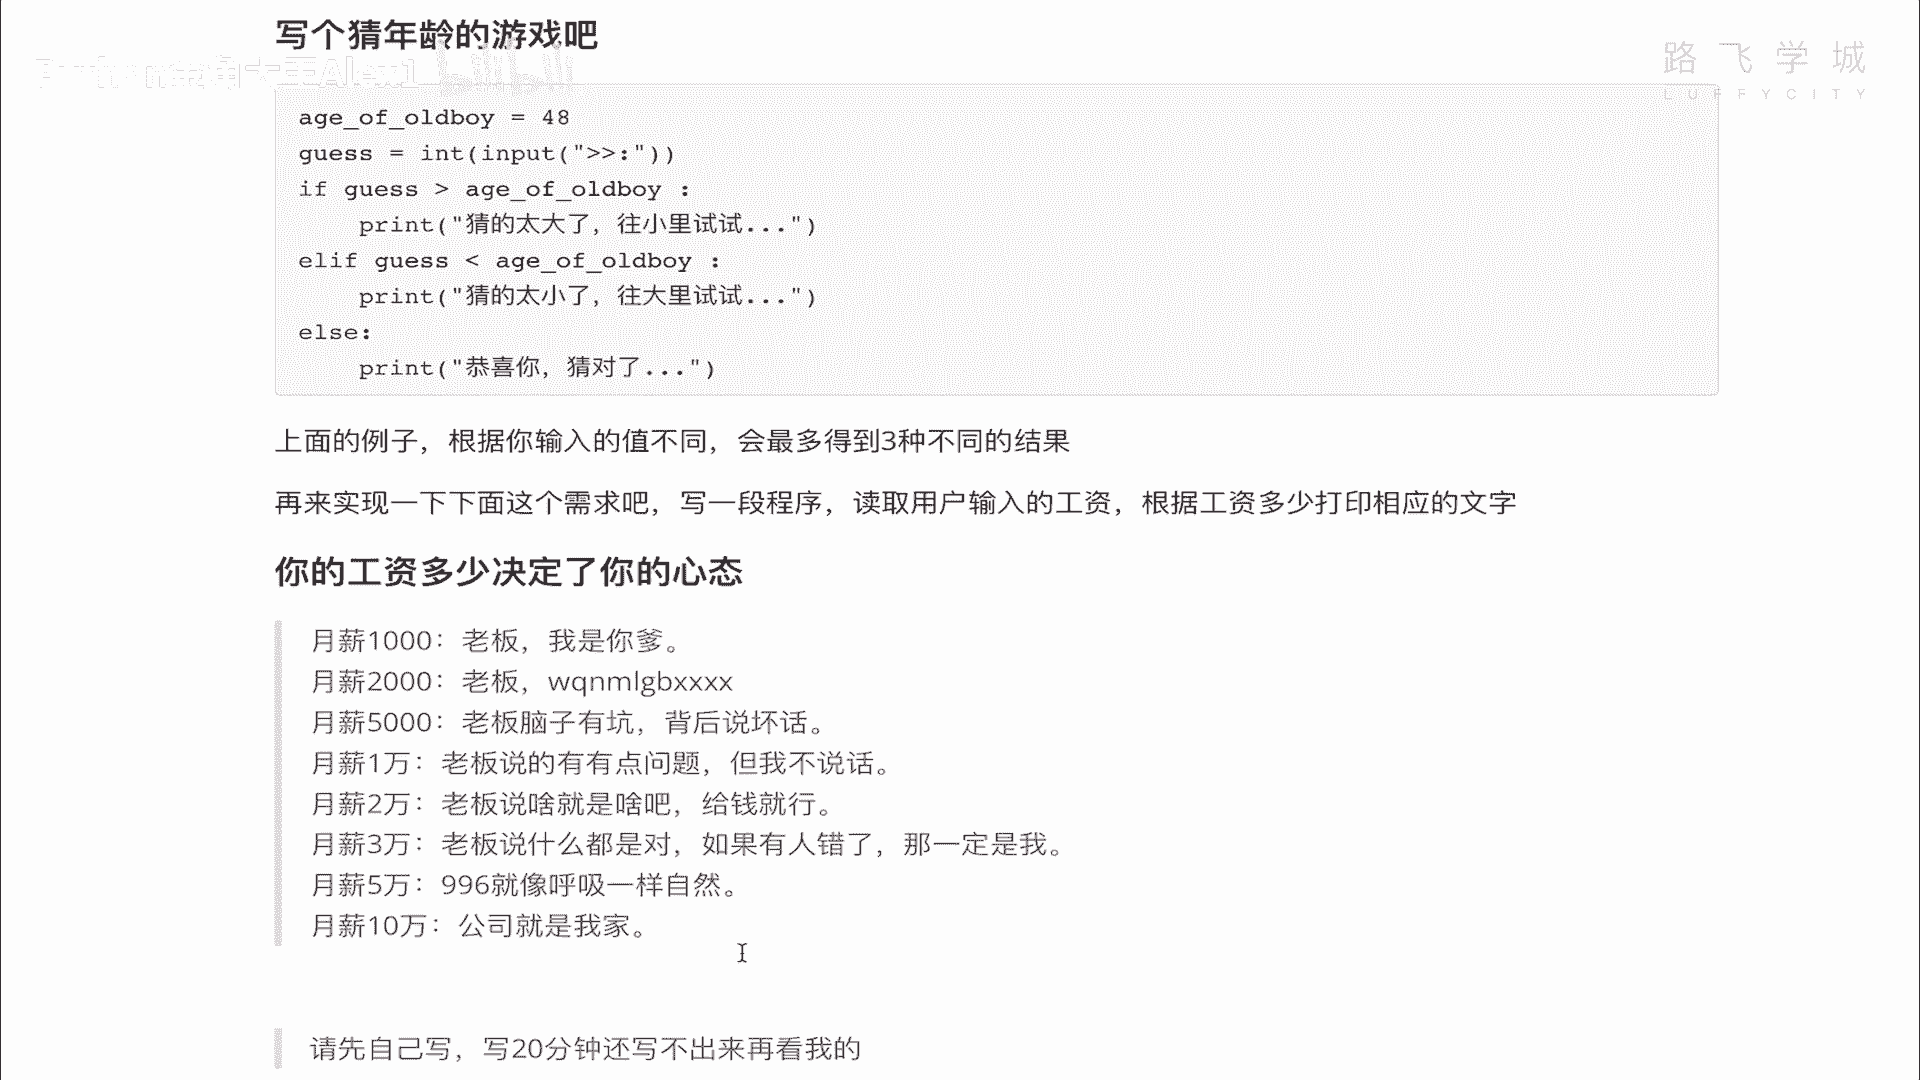 写个猜年龄的游戏吧
路飞学城
LUFFYCITY
age_of_oldboy = 48
guess = int(input(">>:"))
if guess > age_of_oldboy :
    print("猜的太大了，往小里试试...")
elif guess < age_of_oldboy :
    print("猜的太小了，往大里试试...")
else:
    print("恭喜你，猜对了...")
上面的例子，根据你输入的值不同，会最多得到3种不同的结果
再来实现一下下面这个需求吧，写一段程序，读取用户输入的工资，根据工资多少打印相应的文字
你的工资多少决定了你的心态
月薪1000：老板，我是你爹。
月薪2000：老板，wqnmlgbxxxx
月薪5000：老板脑子有坑，背后说坏话。
月薪1万：老板说的有有点问题，但我不说话。
月薪2万：老板说啥就是啥吧，给钱就行。
月薪3万：老板说什么都是对，如果有人错了，那一定是我。
月薪5万：996就像呼吸一样自然。
月薪10万：公司就是我家。
请先自己写，写20分钟还写不出来再看我的